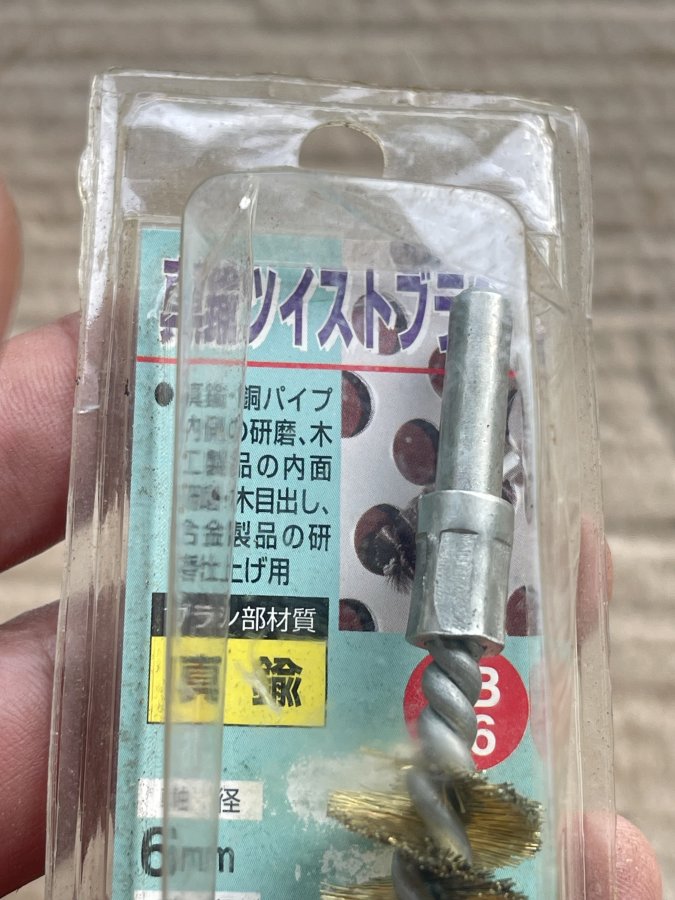 真鍮ツイストブラ
真鍮・銅パイプ
内側の研磨、木
工製品の内面
研磨・木目出し、
合金製品の研
磨仕上げ用
ブラシ部材質
真鍮
B
6
軸 径
6mm